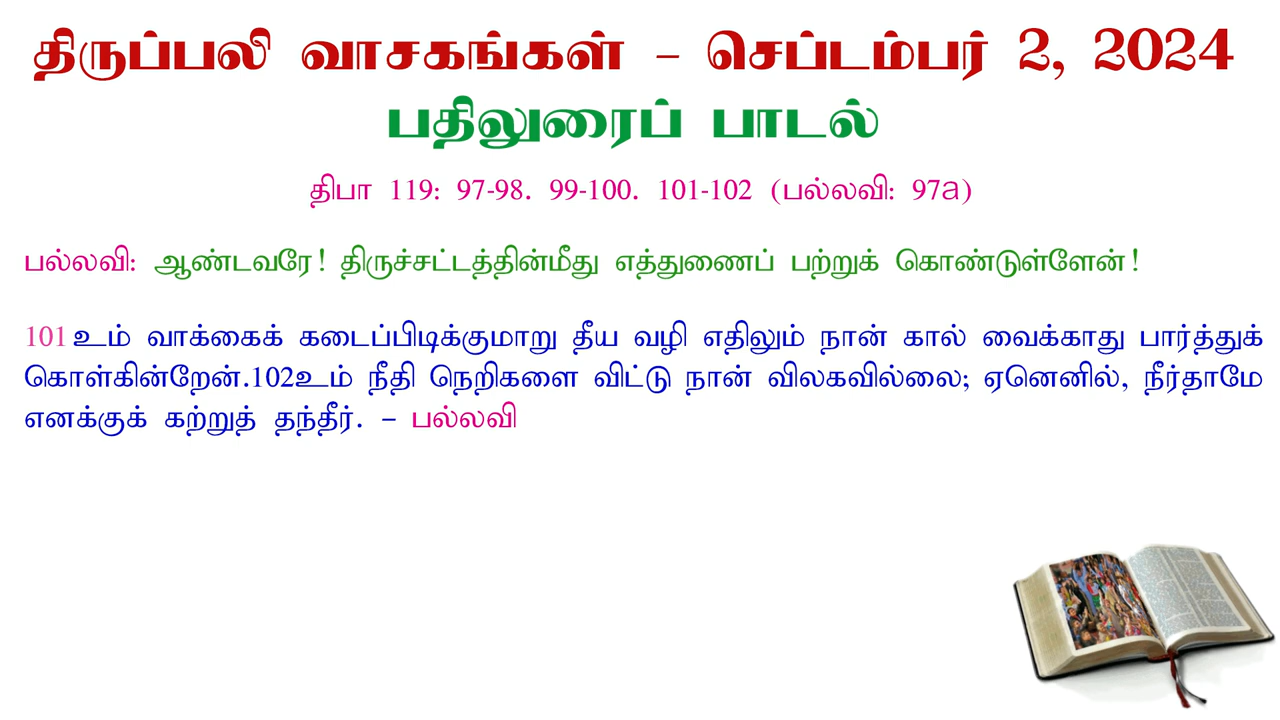 திருப்பலி வாசகங்கள் – செப்டம்பர் 2, 2024
பதிலுரைப் பாடல்
திபா 119: 97-98. 99-100. 101-102 (பல்லவி: 97a)
பல்லவி: ஆண்டவரே! திருச்சட்டத்தின்மீது எத்துணைப் பற்றுக் கொண்டுள்ளேன்!
101 உம் வாக்கைக் கடைப்பிடிக்குமாறு தீய வழி எதிலும் நான் கால் வைக்காது பார்த்துக்
கொள்கின்றேன்.102உம் நீதி நெறிகளை விட்டு நான் விலகவில்லை; ஏனெனில், நீர்தாமே
எனக்குக் கற்றுத் தந்தீர். – பல்லவி